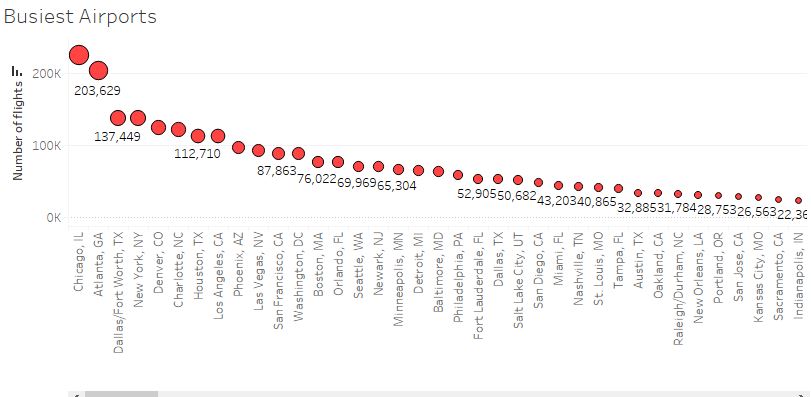 Busiest Airports
Number of flights
200K
100K
0K
203,629
137,449
112,710
87,863
76,022
69,969
65,304
52,905
50,682
43,203
40,865
32,885
31,784
28,753
26,563
22,36
Chicago, IL
Atlanta, GA
Dallas/Fort Worth, TX
New York, NY
Denver, CO
Charlotte, NC
Houston, TX
Los Angeles, CA
Phoenix, AZ
Las Vegas, NV
San Francisco, CA
Washington, DC
Boston, MA
Orlando, FL
Seattle, WA
Newark, NJ
Minneapolis, MN
Detroit, MI
Baltimore, MD
Philadelphia, PA
Fort Lauderdale, FL
Dallas, TX
Salt Lake City, UT
San Diego, CA
Miami, FL
Nashville, TN
St. Louis, MO
Tampa, FL
Austin, TX
Oakland, CA
Raleigh/Durham, NC
New Orleans, LA
Portland, OR
San Jose, CA
Kansas City, MO
Sacramento, CA
Indianapolis, IN